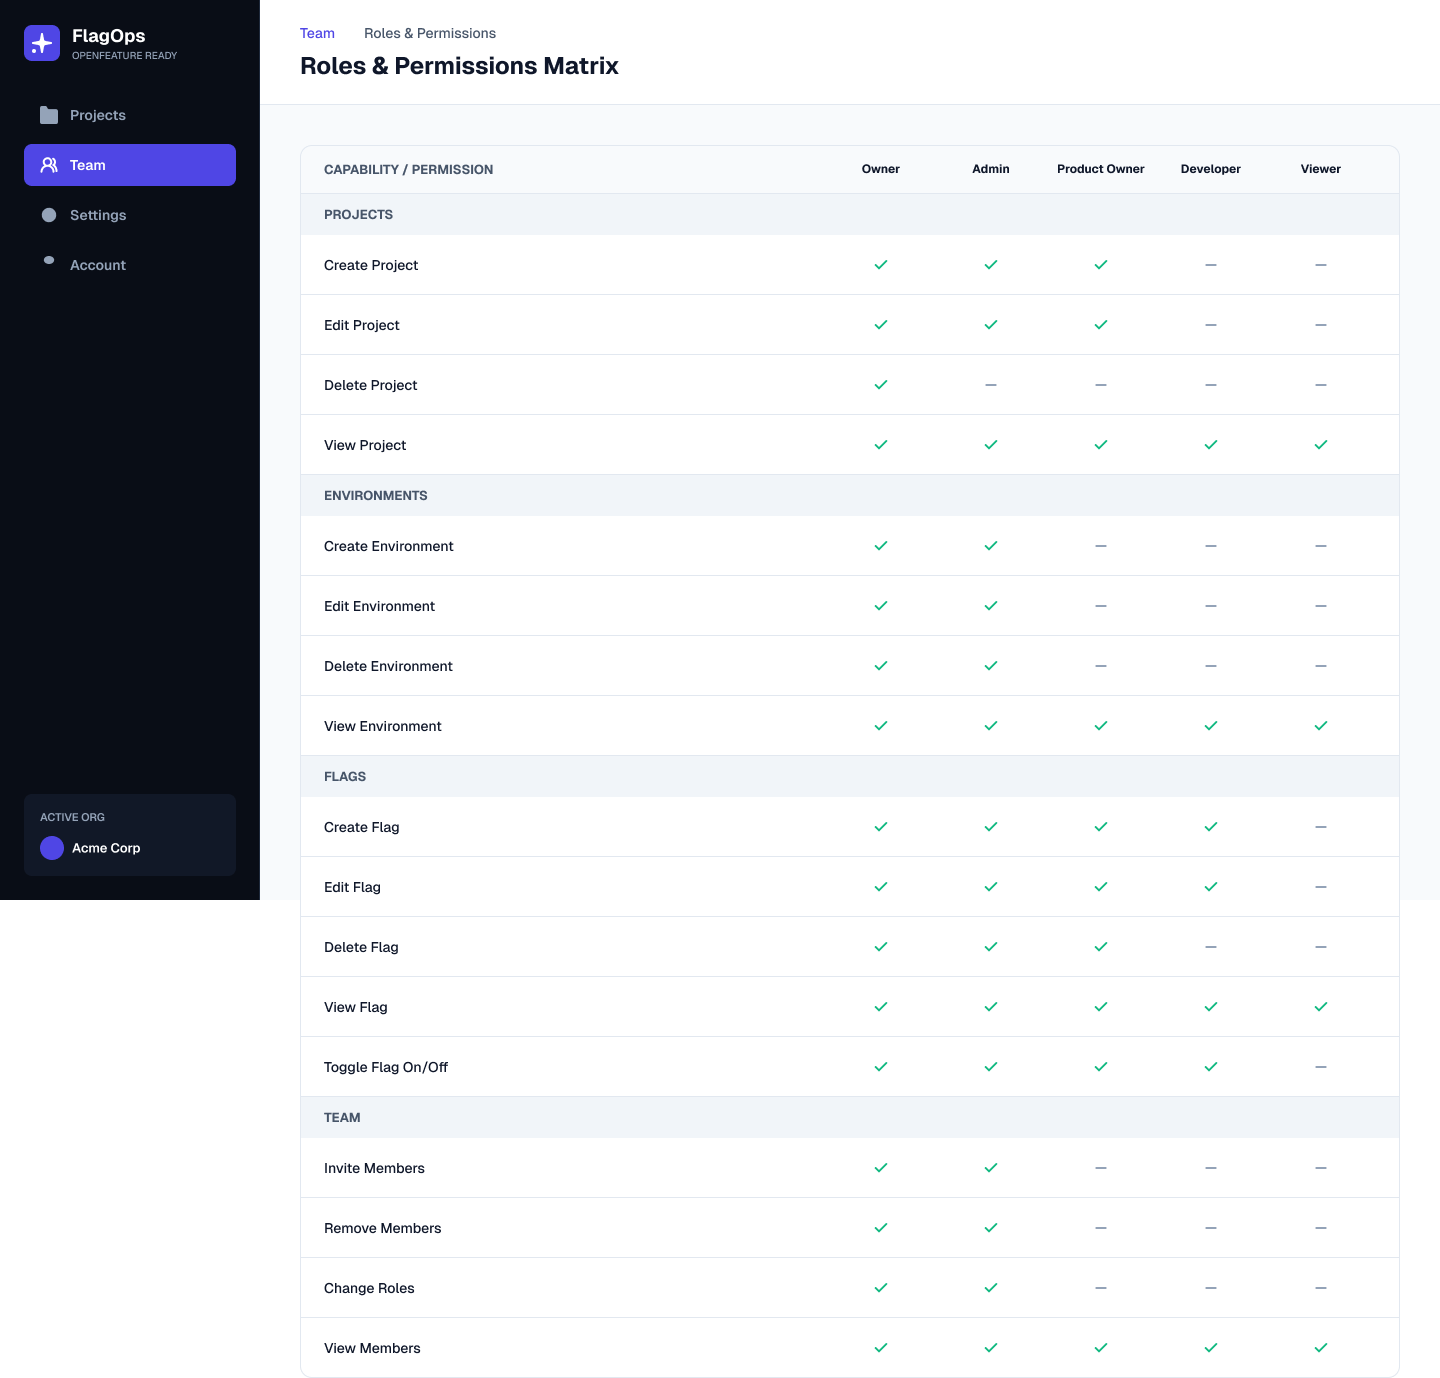 FlagOps
OPENFEATURE READY
Projects
Team
Settings
Account
ACTIVE ORG
Acme Corp
Team Roles & Permissions
Roles & Permissions Matrix
CAPABILITY / PERMISSION Owner Admin Product Owner Developer Viewer
PROJECTS
Create Project
Edit Project
Delete Project
View Project
ENVIRONMENTS
Create Environment
Edit Environment
Delete Environment
View Environment
FLAGS
Create Flag
Edit Flag
Delete Flag
View Flag
Toggle Flag On/Off
TEAM
Invite Members
Remove Members
Change Roles
View Members